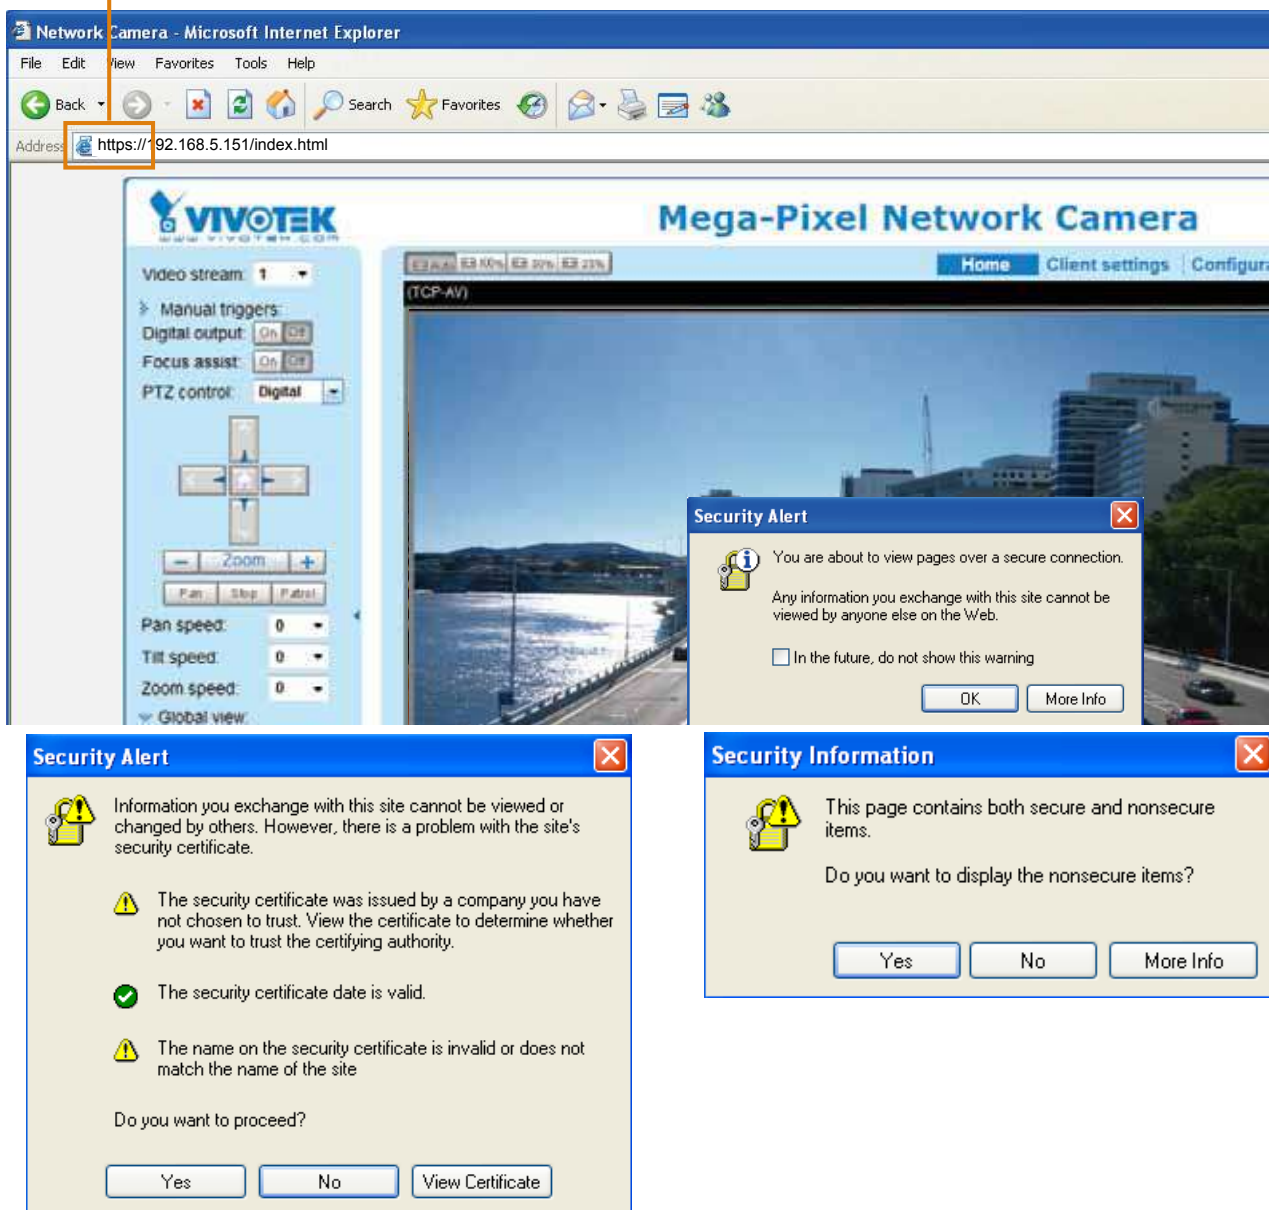 Network Camera - Microsoft Internet Explorer
File Edit View Favorites Tools Help
Back Search Favorites
Address https://192.168.5.151/index.html
VIVOTEK
www.vivotek.com
Mega-Pixel Network Camera
Video stream: 1
Auto 100% 50% 25%
Home Client settings Configura
(TCP-AV)
Manual triggers:
Digital output: On Off
Focus assist: On Off
PTZ control: Digital
Zoom
Pan Stop Patrol
Pan speed: 0
Tilt speed: 0
Zoom speed: 0
Global view:
Security Alert
You are about to view pages over a secure connection.
Any information you exchange with this site cannot be
viewed by anyone else on the Web.
In the future, do not show this warning
OK More Info
Security Alert
Information you exchange with this site cannot be viewed or
changed by others. However, there is a problem with the site's
security certificate.
The security certificate was issued by a company you have
not chosen to trust. View the certificate to determine whether
you want to trust the certifying authority.
The security certificate date is valid.
The name on the security certificate is invalid or does not
match the name of the site
Do you want to proceed?
Yes No View Certificate
Security Information
This page contains both secure and nonsecure
items.
Do you want to display the nonsecure items?
Yes No More Info